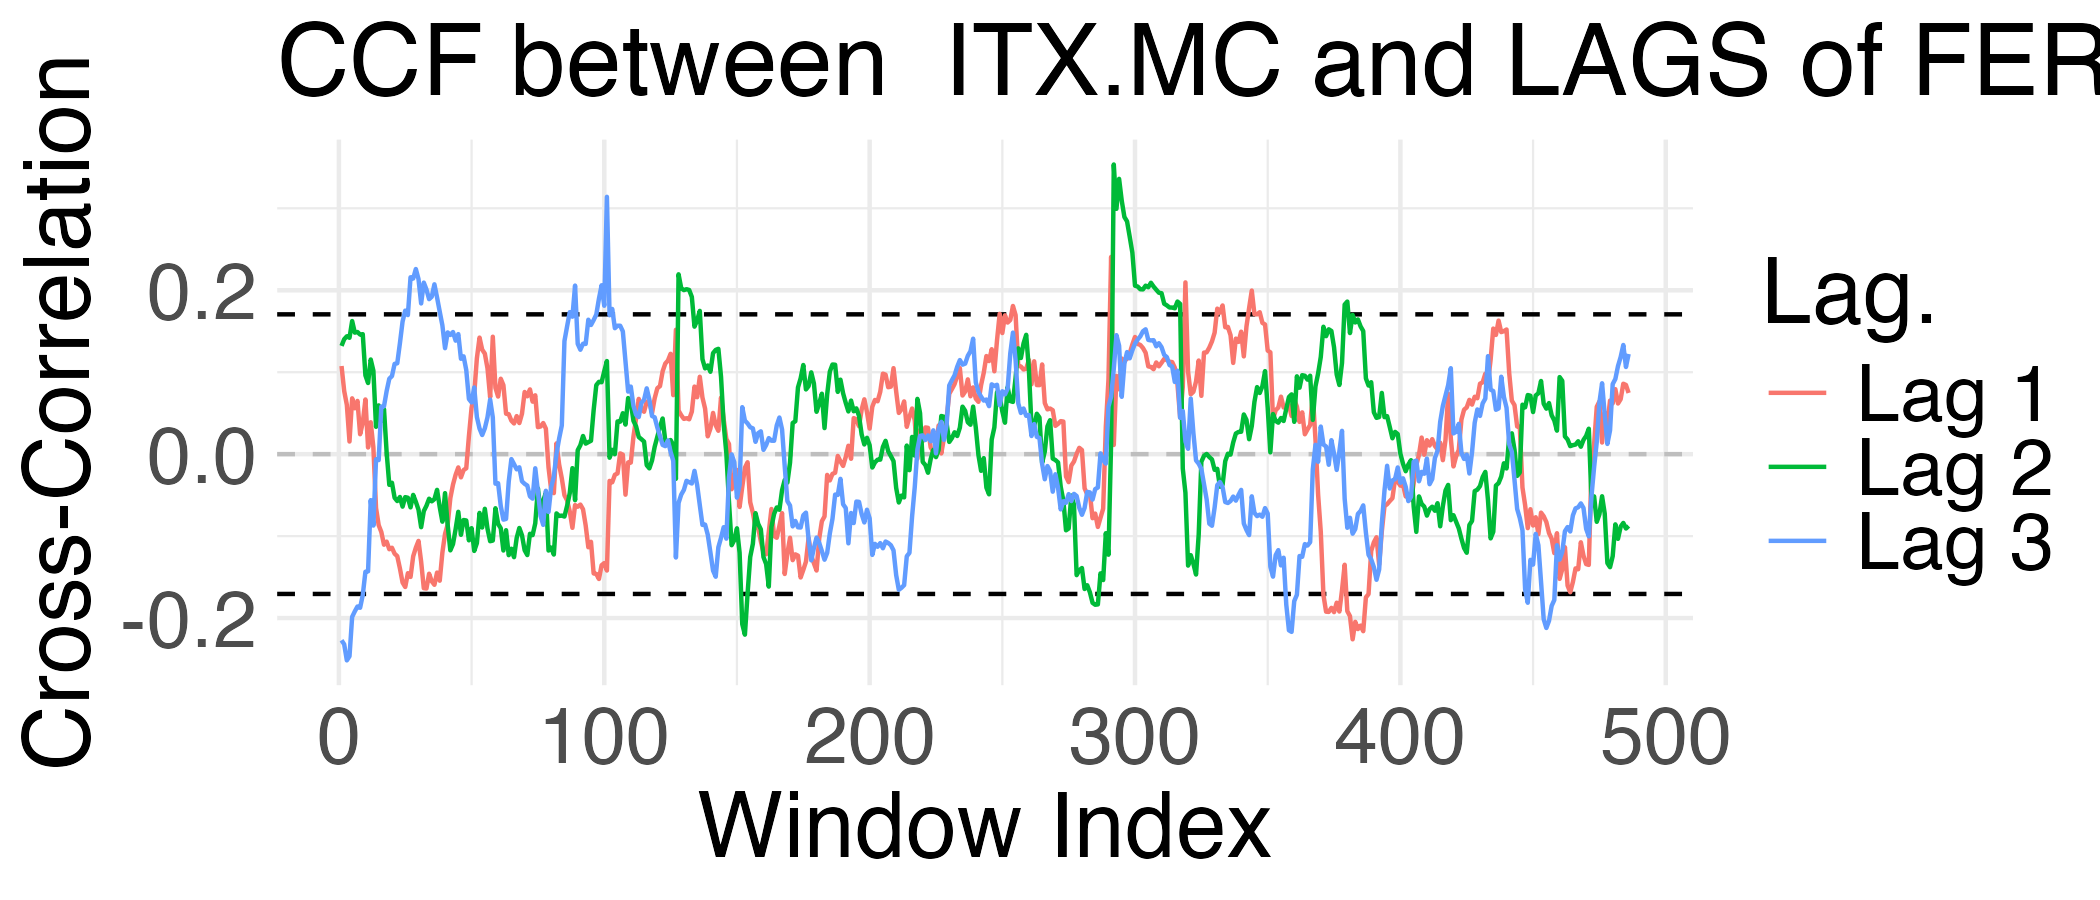 CCF between  ITX.MC and LAGS of FER
Cross-Correlation
0.2
0.0
-0.2
0 100 200 300 400 500
Window Index
Lag.
Lag 1
Lag 2
Lag 3